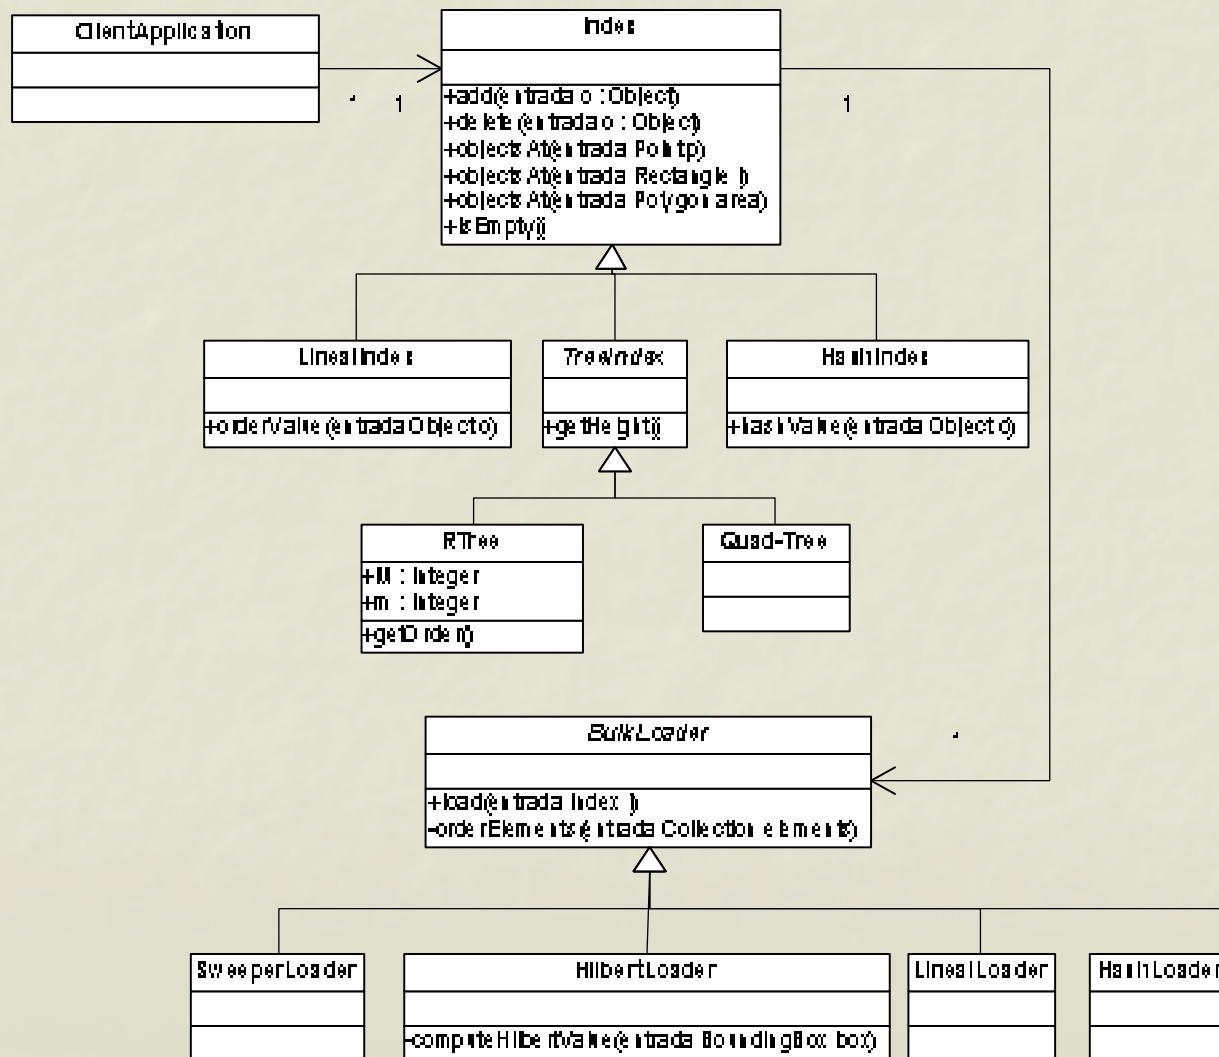 ClientApplication
Index
+add(entrada o : Object)
+delete(entrada o : Object)
+objectsAt(entrada Point p)
+objectsAt(entrada Rectangle r)
+objectsAt(entrada Polygon area)
+isEmpty()
* 1
1
LinealIndex
+orderValue(entrada Object o)
TreeIndex
+getHeight()
HashIndex
+hashValue(entrada Object o)
RTree
+M : Integer
+m : Integer
+getOrder()
Quad-Tree
BulkLoader
+load(entrada Index i)
-orderElements(entrada Collection elements)
*
SweeperLoader
HilbertLoader
-computeHilbertValue(entrada BoundingBox box)
LinealLoader
HashLoader